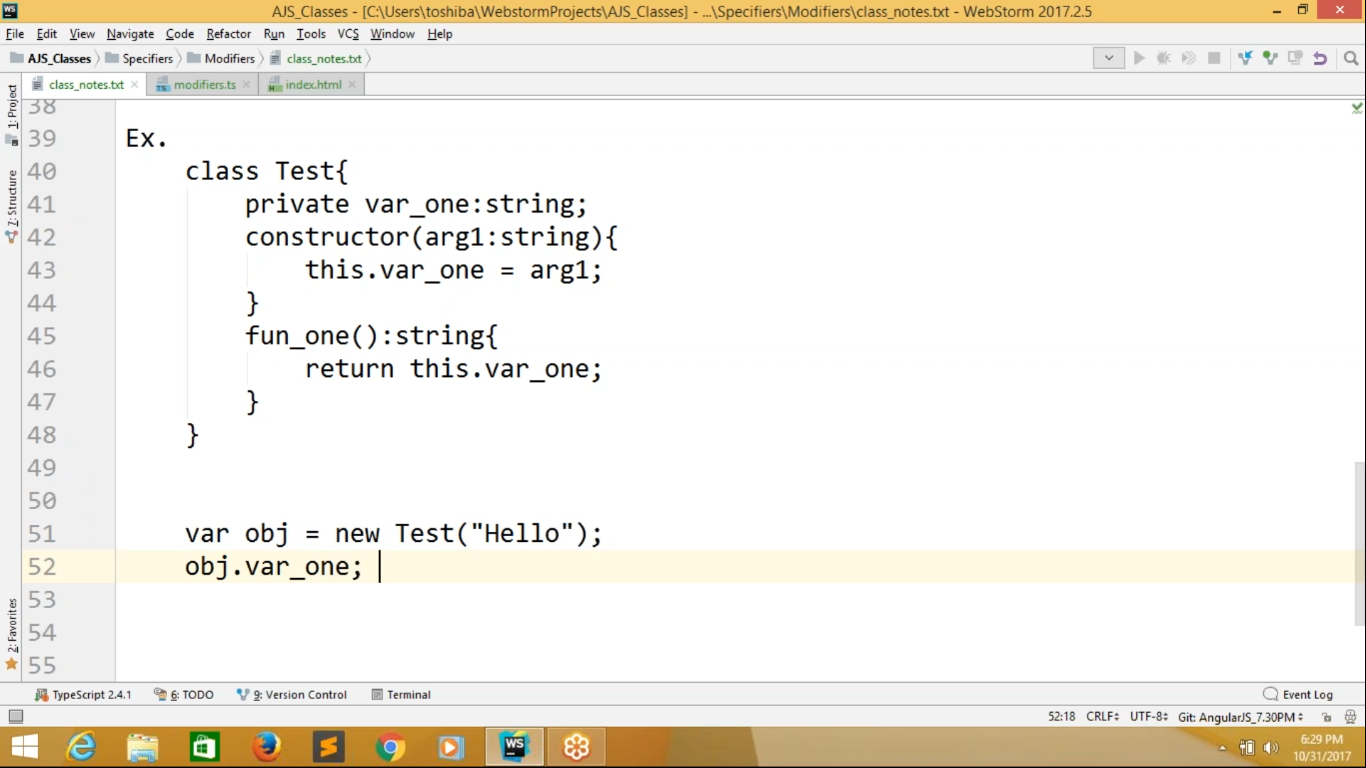 AJS_Classes - [C:\Users\toshiba\WebstormProjects\AJS_Classes] - ...\Specifiers\Modifiers\class_notes.txt - WebStorm 2017.2.5
File Edit View Navigate Code Refactor Run Tools VCS Window Help
AJS_Classes Specifiers Modifiers class_notes.txt
class_notes.txt modifiers.ts index.html
1: Project
7: Structure
2: Favorites
38
39 Ex.
40 class Test{
41 private var_one:string;
42 constructor(arg1:string){
43 this.var_one = arg1;
44 }
45 fun_one():string{
46 return this.var_one;
47 }
48 }
49
50
51 var obj = new Test("Hello");
52 obj.var_one;
53
54
55
TypeScript 2.4.1 6: TODO 9: Version Control Terminal Event Log
52:18 CRLF UTF-8 Git: AngularJS_7.30PM
WS
6:29 PM
10/31/2017